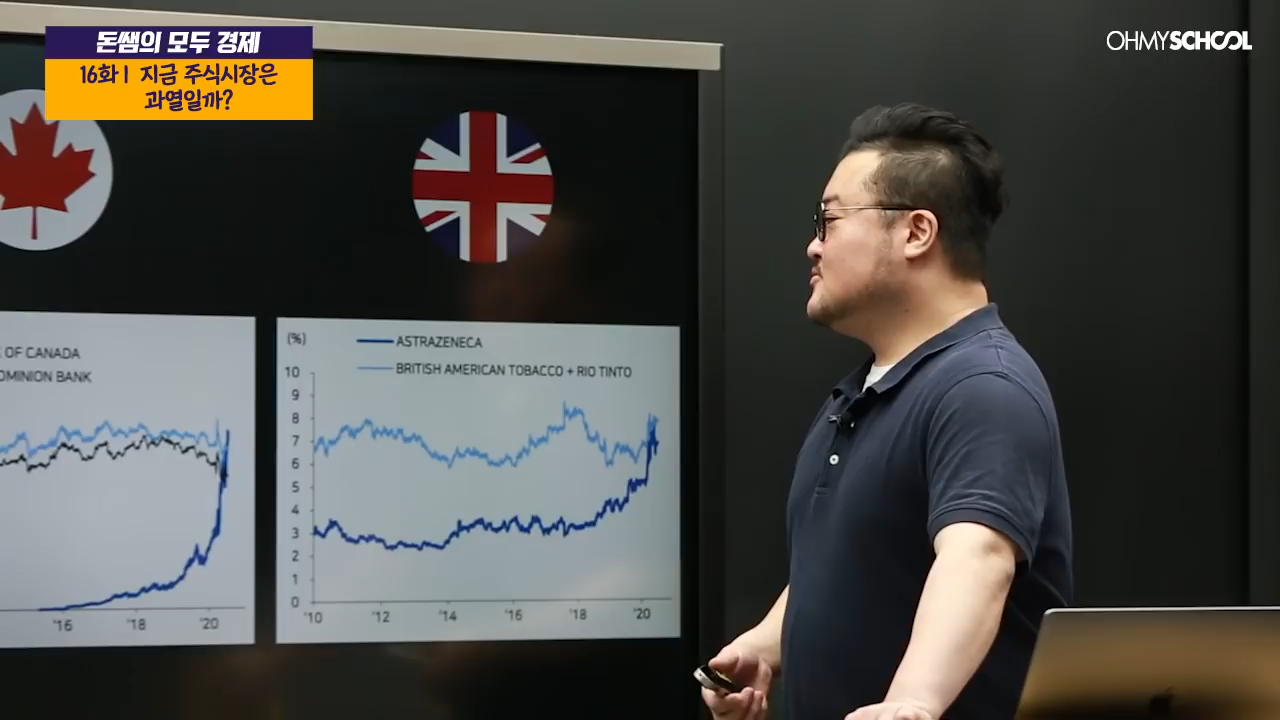 돈쌤의 모두 경제
16화 | 지금 주식시장은
과열일까?
OHMYSCHOOL
OF CANADA
DOMINION BANK
'16 '18 '20
(%)
ASTRAZENECA
BRITISH AMERICAN TOBACCO + RIO TINTO
10
9
8
7
6
5
4
3
2
1
0
'10 '12 '14 '16 '18 '20